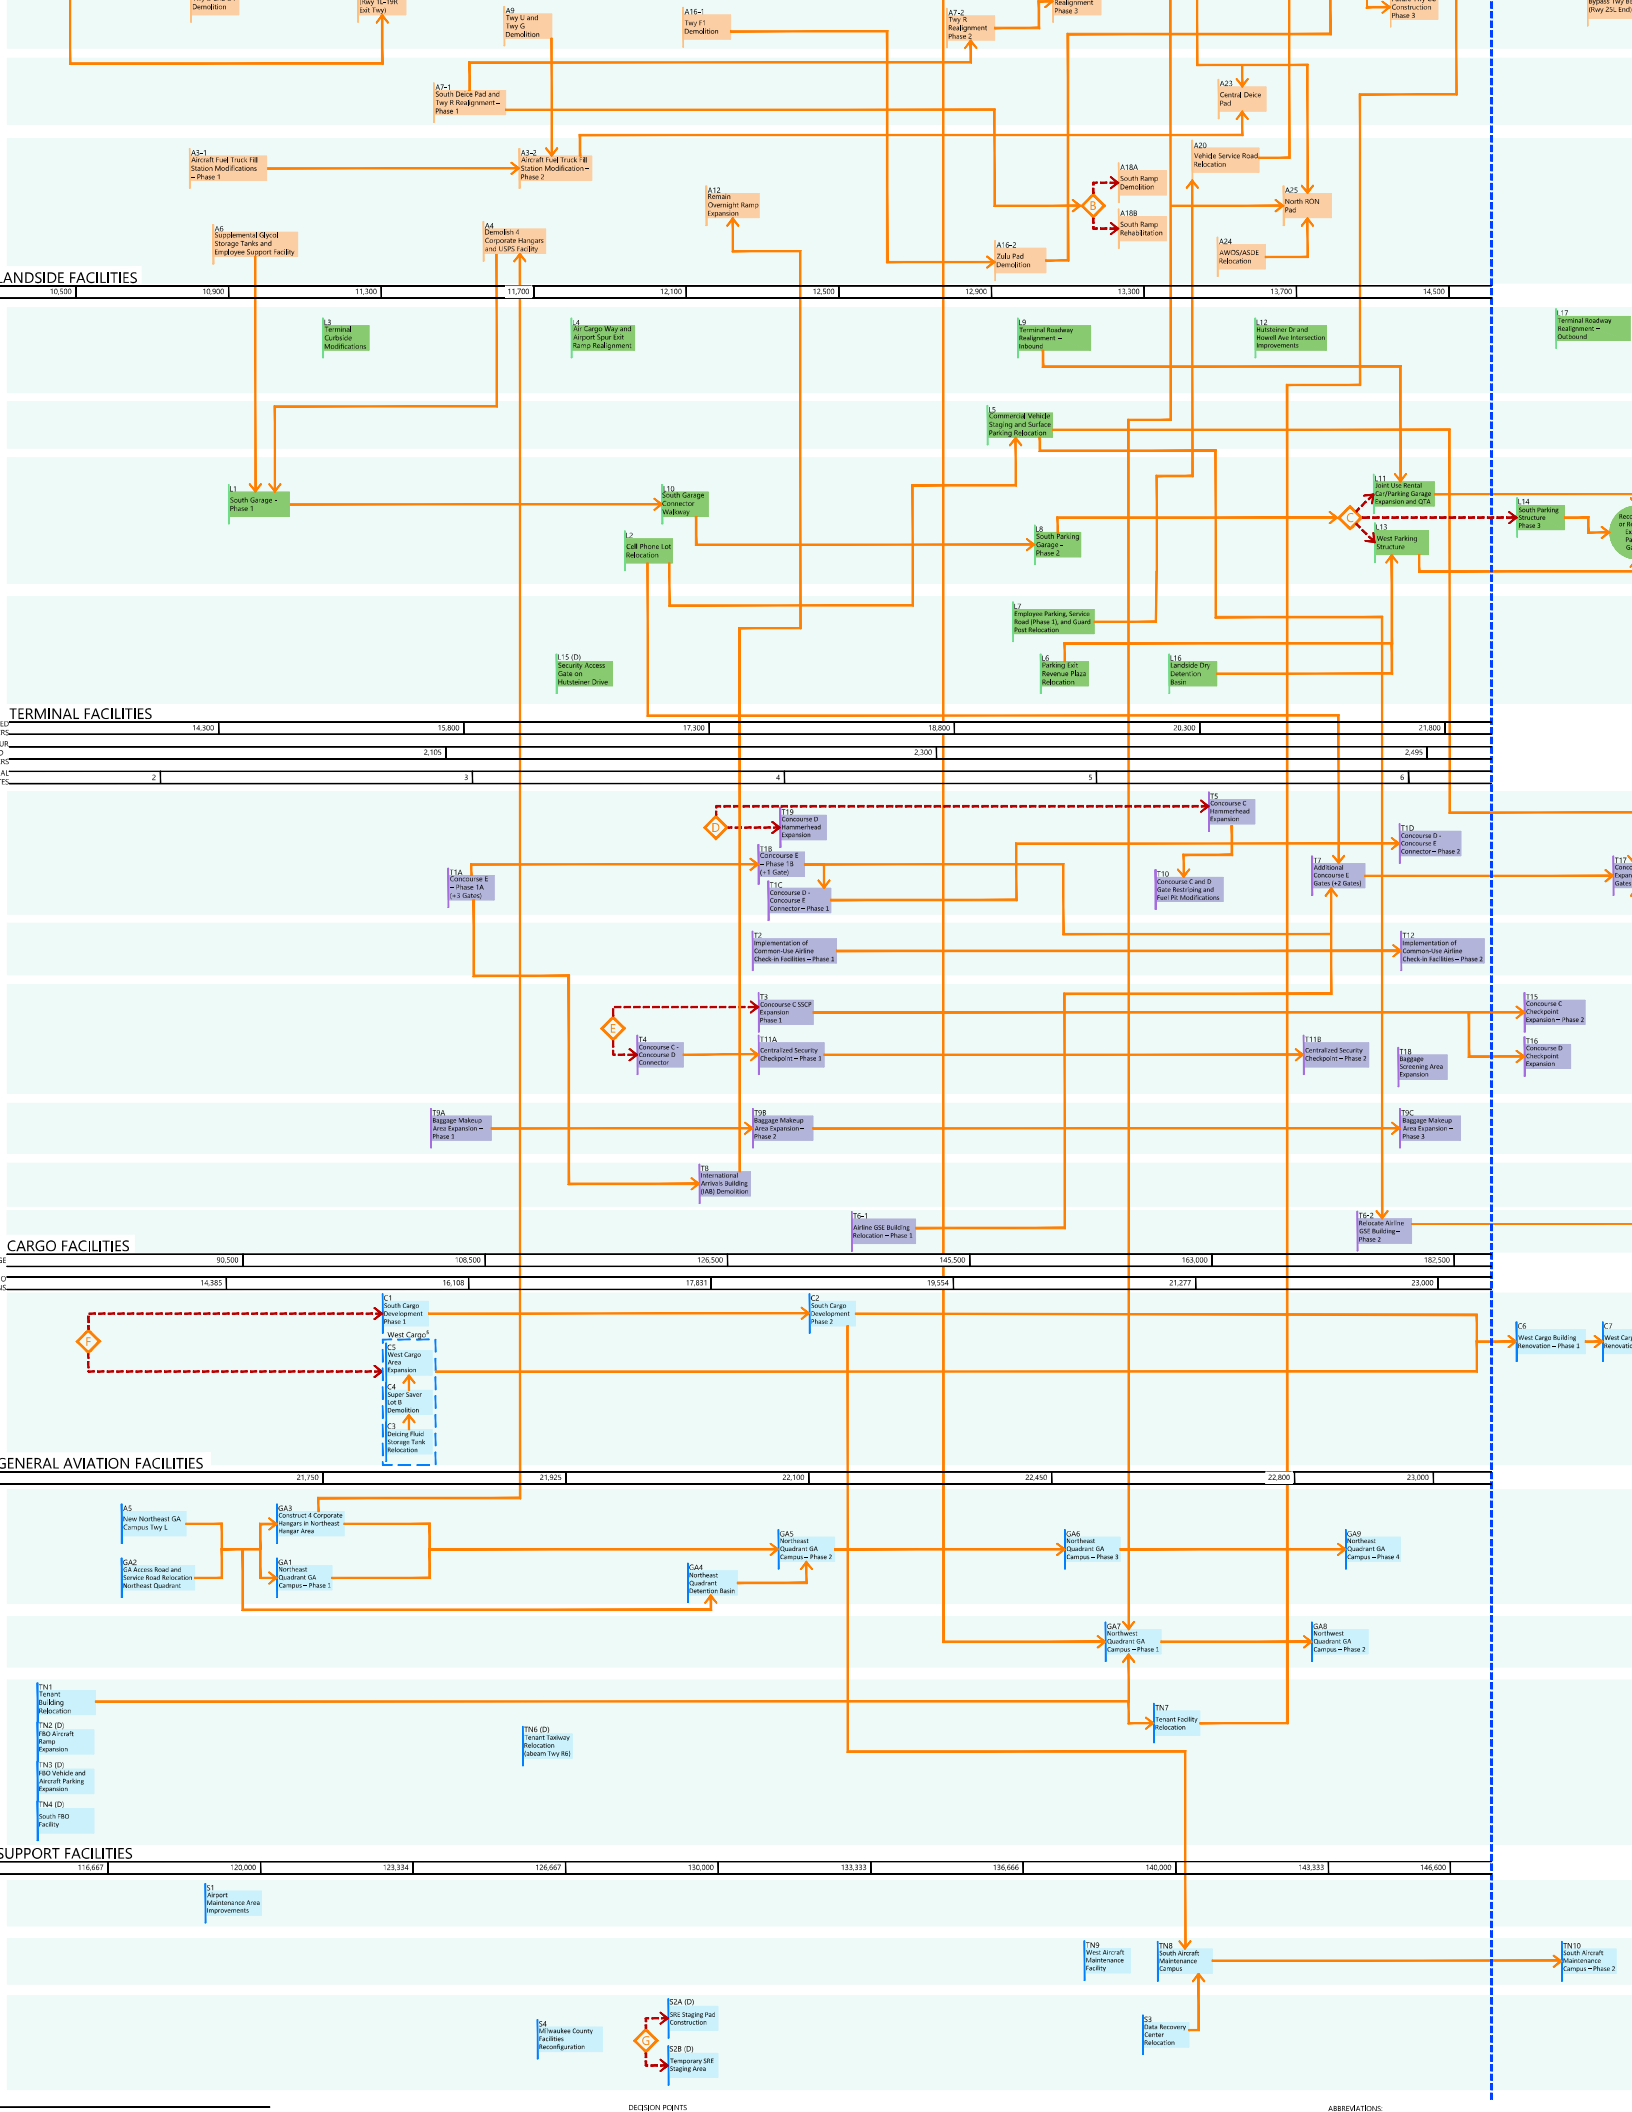 Demolition
(Rwy 1L-19R
Exit Twy)
A9
Twy U and
Twy G
Demolition
A16-1
Twy F1
Demolition
A7-2
Twy R
Realignment
Phase 2
Realignment
Phase 3
Construction
Phase 3
(Rwy 25L End)
A7-1
South Deice Pad and
Twy R Realignment–
Phase 1
A23
Central Deice
Pad
A3-1
Aircraft Fuel Truck Fill
Station Modifications
– Phase 1
A3-2
Aircraft Fuel Truck Fill
Station Modification–
Phase 2
A20
Vehicle Service Road
Relocation
A18A
South Ramp
Demolition
B
A18B
South Ramp
Rehabilitation
A12
Remain
Overnight Ramp
Expansion
A25
North RON
Pad
A6
Supplemental Glycol
Storage Tanks and
Employee Support Facility
A4
Demolish 4
Corporate Hangars
and USPS Facility
A16-2
Zulu Pad
Demolition
A24
AWOS/ASDE
Relocation
LANDSIDE FACILITIES
10,500
10,900
11,300
11,700
12,100
12,500
12,900
13,300
13,700
14,500
L3
Terminal
Curbside
Modifications
L4
Air Cargo Way and
Airport Spur Exit
Ramp Realignment
L9
Terminal Roadway
Realignment –
Inbound
L12
Hutsteiner Dr and
Howell Ave Intersection
Improvements
L17
Terminal Roadway
Realignment –
Outbound
L5
Commercial Vehicle
Staging and Surface
Parking Relocation
L1
South Garage -
Phase 1
L10
South Garage
Connector
Walkway
L2
Cell Phone Lot
Relocation
L8
South Parking
Garage –
Phase 2
C
L11
Joint Use Rental
Car/Parking Garage
Expansion and QTA
L13
West Parking
Structure
L14
South Parking
Structure
Phase 3
L7
Employee Parking, Service
Road (Phase 1), and Guard
Post Relocation
L15 (D)
Security Access
Gate on
Hutsteiner Drive
L6
Parking Exit
Revenue Plaza
Relocation
L16
Landside Dry
Detention
Basin
TERMINAL FACILITIES
14,300
15,800
17,300
18,800
20,300
21,800
2,105
2,300
2,495
2
3
4
5
6
D
T19
Concourse D
Hammerhead
Expansion
T5
Concourse C
Hammerhead
Expansion
T1D
Concourse D -
Concourse E
Connector– Phase 2
T1A
Concourse E
– Phase 1A
(+3 Gates)
T1B
Concourse E
– Phase 1B
(+1 Gate)
T1C
Concourse D -
Concourse E
Connector – Phase 1
T10
Concourse C and D
Gate Restriping and
Fuel Pit Modifications
T7
Additional
Concourse E
Gates (+2 Gates)
T17
T2
Implementation of
Common-Use Airline
Check-in Facilities – Phase 1
T12
Implementation of
Common-Use Airline
Check-in Facilities – Phase 2
E
T3
Concourse C SSCP
Expansion
Phase 1
T4
Concourse C -
Concourse D
Connector
T11A
Centralized Security
Checkpoint – Phase 1
T11B
Centralized Security
Checkpoint – Phase 2
T18
Baggage
Screening Area
Expansion
T15
Concourse C
Checkpoint
Expansion– Phase 2
T16
Concourse D
Checkpoint
Expansion
T9A
Baggage Makeup
Area Expansion –
Phase 1
T9B
Baggage Makeup
Area Expansion–
Phase 2
T9C
Baggage Makeup
Area Expansion–
Phase 3
T8
International
Arrivals Building
(IAB) Demolition
T6-1
Airline GSE Building
Relocation – Phase 1
T6-2
Relocate Airline
GSE Building–
Phase 2
CARGO FACILITIES
90,500
108,500
126,500
145,500
163,000
182,500
14,385
16,108
17,831
19,554
21,277
23,000
F
C1
South Cargo
Development
Phase 1
West Cargo6
C5
West Cargo
Area
Expansion
C4
Super Saver
Lot B
Demolition
C3
Deicing Fluid
Storage Tank
Relocation
C2
South Cargo
Development
Phase 2
C6
West Cargo Building
Renovation – Phase 1
C7
GENERAL AVIATION FACILITIES
21,750
21,925
22,100
22,450
22,800
23,000
A5
New Northeast GA
Campus Twy L
GA2
GA Access Road and
Service Road Relocation
Northeast Quadrant
GA3
Construct 4 Corporate
Hangars in Northeast
Hangar Area
GA1
Northeast
Quadrant GA
Campus– Phase 1
GA5
Northeast
Quadrant GA
Campus– Phase 2
GA4
Northeast
Quadrant
Detention Basin
GA6
Northeast
Quadrant GA
Campus– Phase 3
GA9
Northeast
Quadrant GA
Campus– Phase 4
GA7
Northwest
Quadrant GA
Campus – Phase 1
GA8
Northwest
Quadrant GA
Campus – Phase 2
TN1
Tenant
Building
Relocation
TN2 (D)
FBO Aircraft
Ramp
Expansion
TN3 (D)
FBO Vehicle and
Aircraft Parking
Expansion
TN4 (D)
South FBO
Facility
TN6 (D)
Tenant Taxiway
Relocation
(abeam Twy R6)
TN7
Tenant Facility
Relocation
SUPPORT FACILITIES
116,667
120,000
123,334
126,667
130,000
133,333
136,666
140,000
143,333
146,600
S1
Airport
Maintenance Area
Improvements
TN9
West Aircraft
Maintenance
Facility
TN8
South Aircraft
Maintenance
Campus
TN10
South Aircraft
Maintenance
Campus – Phase 2
S4
Milwaukee County
Facilities
Reconfiguration
G
S2A (D)
SRE Staging Pad
Construction
S2B (D)
Temporary SRE
Staging Area
S3
Data Recovery
Center
Relocation
DECISION POINTS
ABBREVIATIONS: